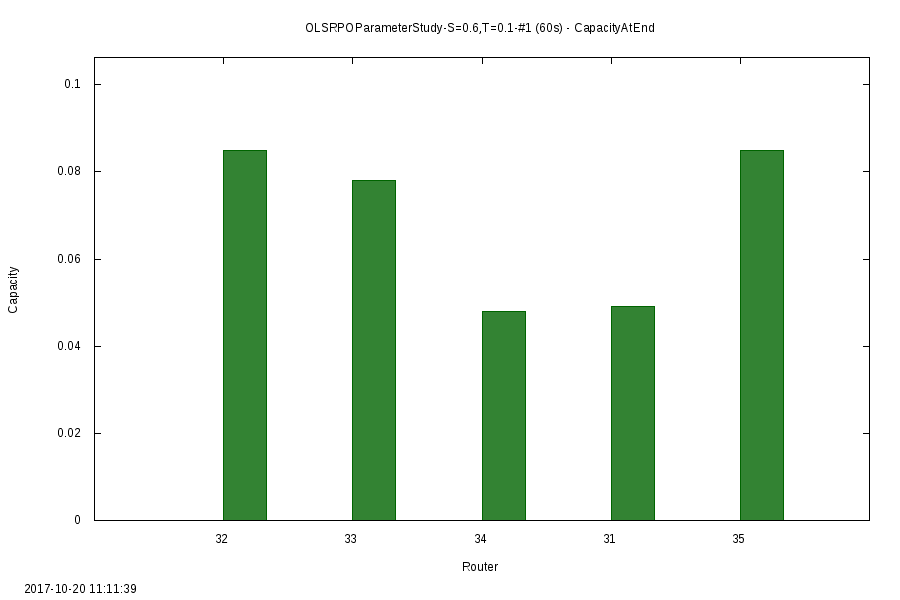 OLSRPOParameterStudy-S=0.6,T=0.1-#1 (60s) - CapacityAtEnd
0.1
0.08
0.06
0.04
0.02
0
Capacity
32 33 34 31 35
Router
2017-10-20 11:11:39